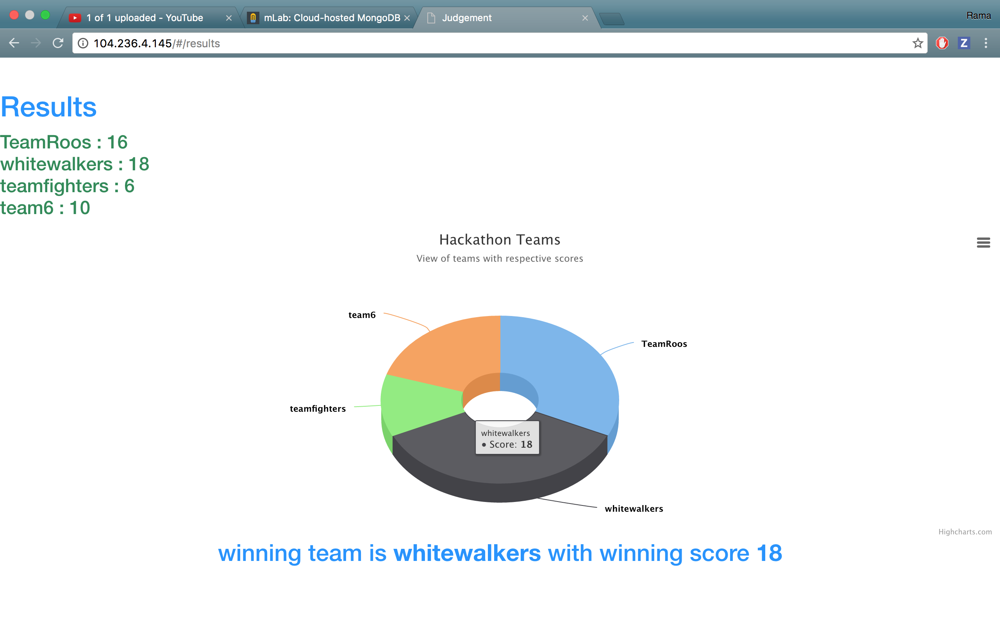 1 of 1 uploaded - YouTube
mLab: Cloud-hosted MongoDB
Judgement
Rama
104.236.4.145/#/results
Z
Results
TeamRoos : 16
whitewalkers : 18
teamfighters : 6
team6 : 10
Hackathon Teams
View of teams with respective scores
team6
TeamRoos
teamfighters
whitewalkers
● Score: 18
whitewalkers
Highcharts.com
winning team is whitewalkers with winning score 18